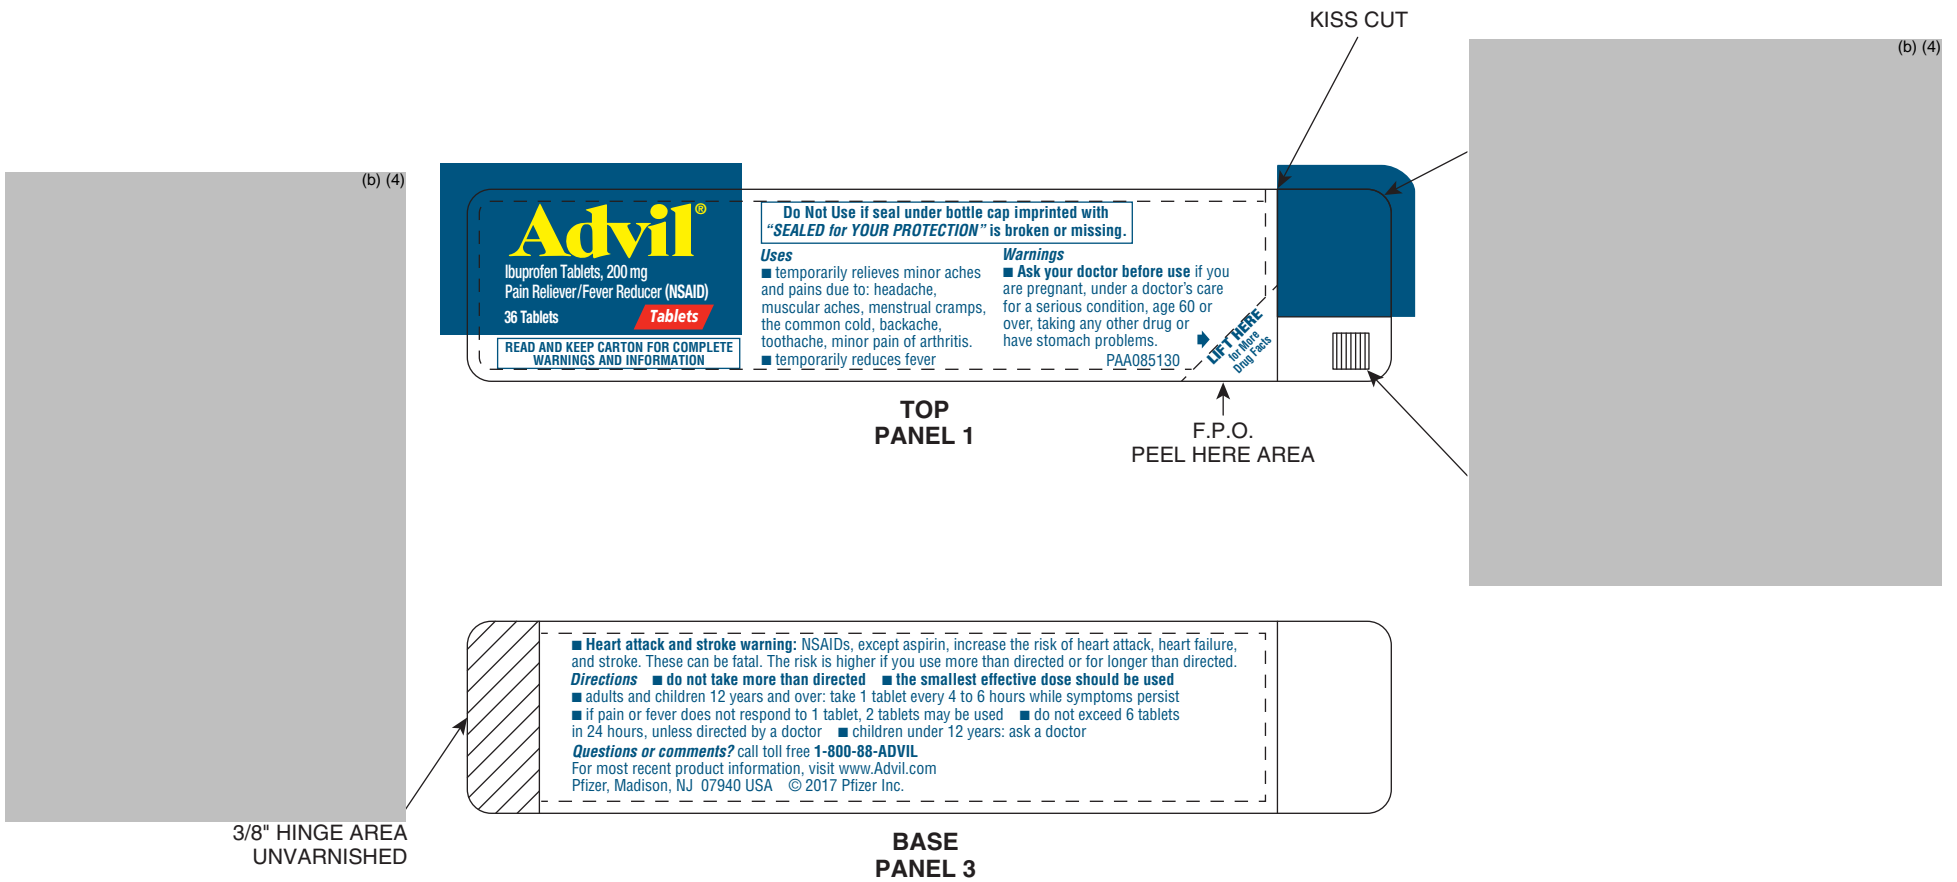 KISS CUT
(b) (4)
(b) (4)
Advil®
Ibuprofen Tablets, 200 mg
Pain Reliever/Fever Reducer (NSAID)
36 Tablets
Tablets
READ AND KEEP CARTON FOR COMPLETE
WARNINGS AND INFORMATION
Do Not Use if seal under bottle cap imprinted with
"SEALED for YOUR PROTECTION" is broken or missing.
Uses
■ temporarily relieves minor aches
and pains due to: headache,
muscular aches, menstrual cramps,
the common cold, backache,
toothache, minor pain of arthritis.
■ temporarily reduces fever
Warnings
■ Ask your doctor before use if you
are pregnant, under a doctor's care
for a serious condition, age 60 or
over, taking any other drug or
have stomach problems.
PAA085130
LIFT HERE
for More
Drug Facts
TOP
PANEL 1
F.P.O.
PEEL HERE AREA
■ Heart attack and stroke warning: NSAIDs, except aspirin, increase the risk of heart attack, heart failure,
and stroke. These can be fatal. The risk is higher if you use more than directed or for longer than directed.
Directions ■ do not take more than directed ■ the smallest effective dose should be used
■ adults and children 12 years and over: take 1 tablet every 4 to 6 hours while symptoms persist
■ if pain or fever does not respond to 1 tablet, 2 tablets may be used ■ do not exceed 6 tablets
in 24 hours, unless directed by a doctor ■ children under 12 years: ask a doctor
Questions or comments? call toll free 1-800-88-ADVIL
For most recent product information, visit www.Advil.com
Pfizer, Madison, NJ 07940 USA © 2017 Pfizer Inc.
3/8" HINGE AREA
UNVARNISHED
BASE
PANEL 3